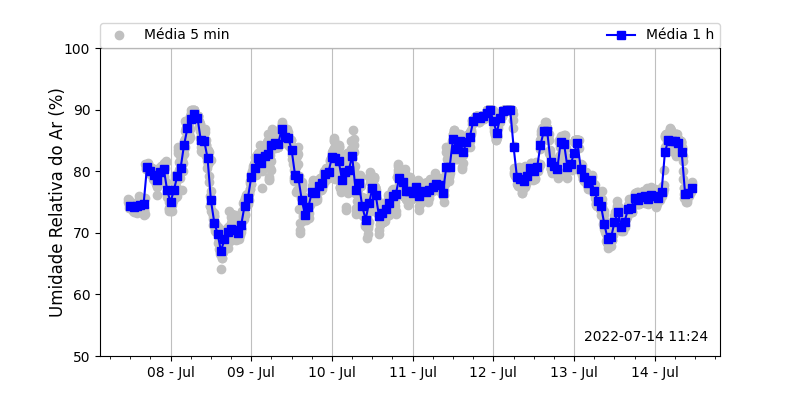 Média 5 min
Média 1 h
Umidade Relativa do Ar (%)
100
90
80
70
60
50
2022-07-14 11:24
08 - Jul
09 - Jul
10 - Jul
11 - Jul
12 - Jul
13 - Jul
14 - Jul